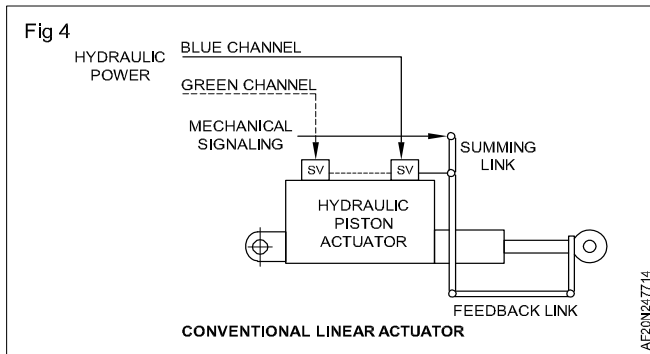 Fig 4
HYDRAULIC
POWER
BLUE CHANNEL
GREEN CHANNEL
MECHANICAL
SIGNALING
SUMMING
LINK
SV
SV
HYDRAULIC
PISTON
ACTUATOR
FEEDBACK LINK
CONVENTIONAL LINEAR ACTUATOR
AF20N247714